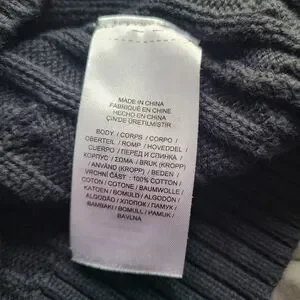 MADE IN CHINA
FABRIQUÉ EN CHINE
HECHO EN CHINA
ÇİN'DE ÜRETİLMİŞTİR
BODY / CORPS / CORPO /
OBERTEIL / ROMP / HOVEDDEL /
CUERPO / ПЕРЕД И СПИНКА /
КОРПУС / ΣΩΜΑ / BRUK (KROPP)
/ ANVÄND (KROPP) / BEDEN /
VRCHNÍ ČÁST : 100% COTTON /
COTON / COTONE / BAUMWOLLE /
KATOEN / BOMULD / ALGODÓN /
ALGODÃO / ХЛОПОК / ПАМУК /
ΒΑΜΒΑΚΙ / BOMULL / PAMUK /
BAVLNA